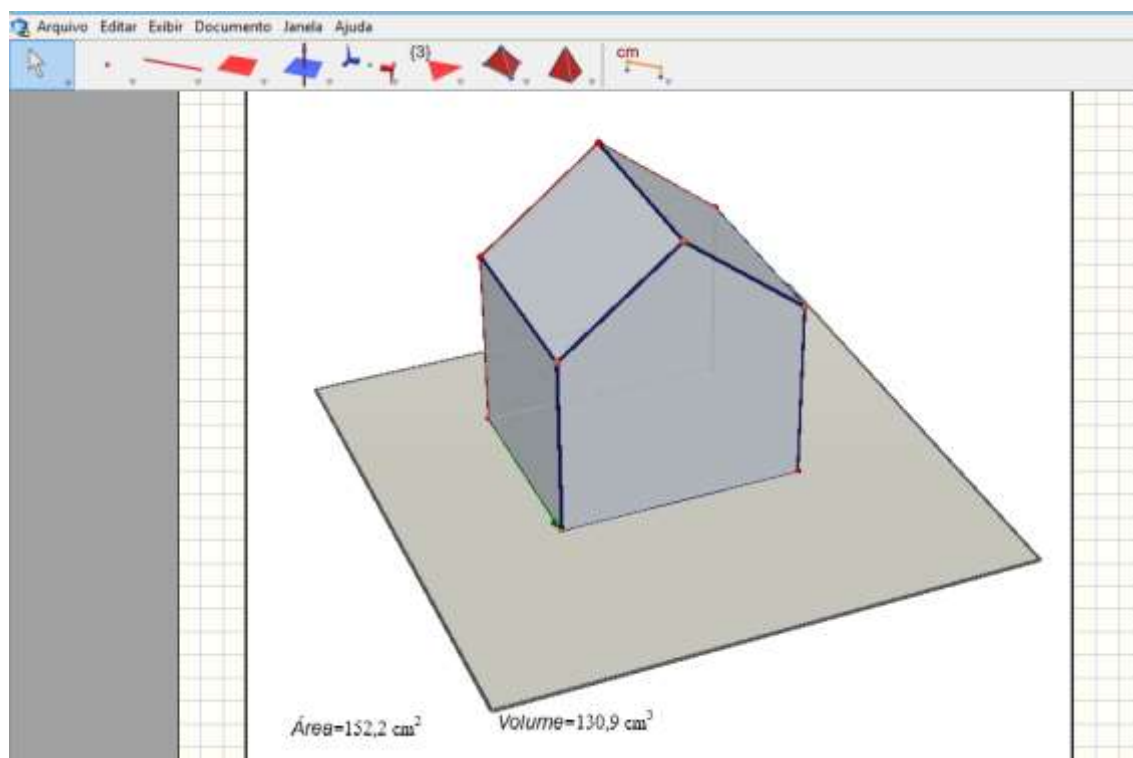 Arquivo Editar Exibir Documento Janela Ajuda
{3}
cm
Área=152,2 cm²
Volume=130,9 cm³